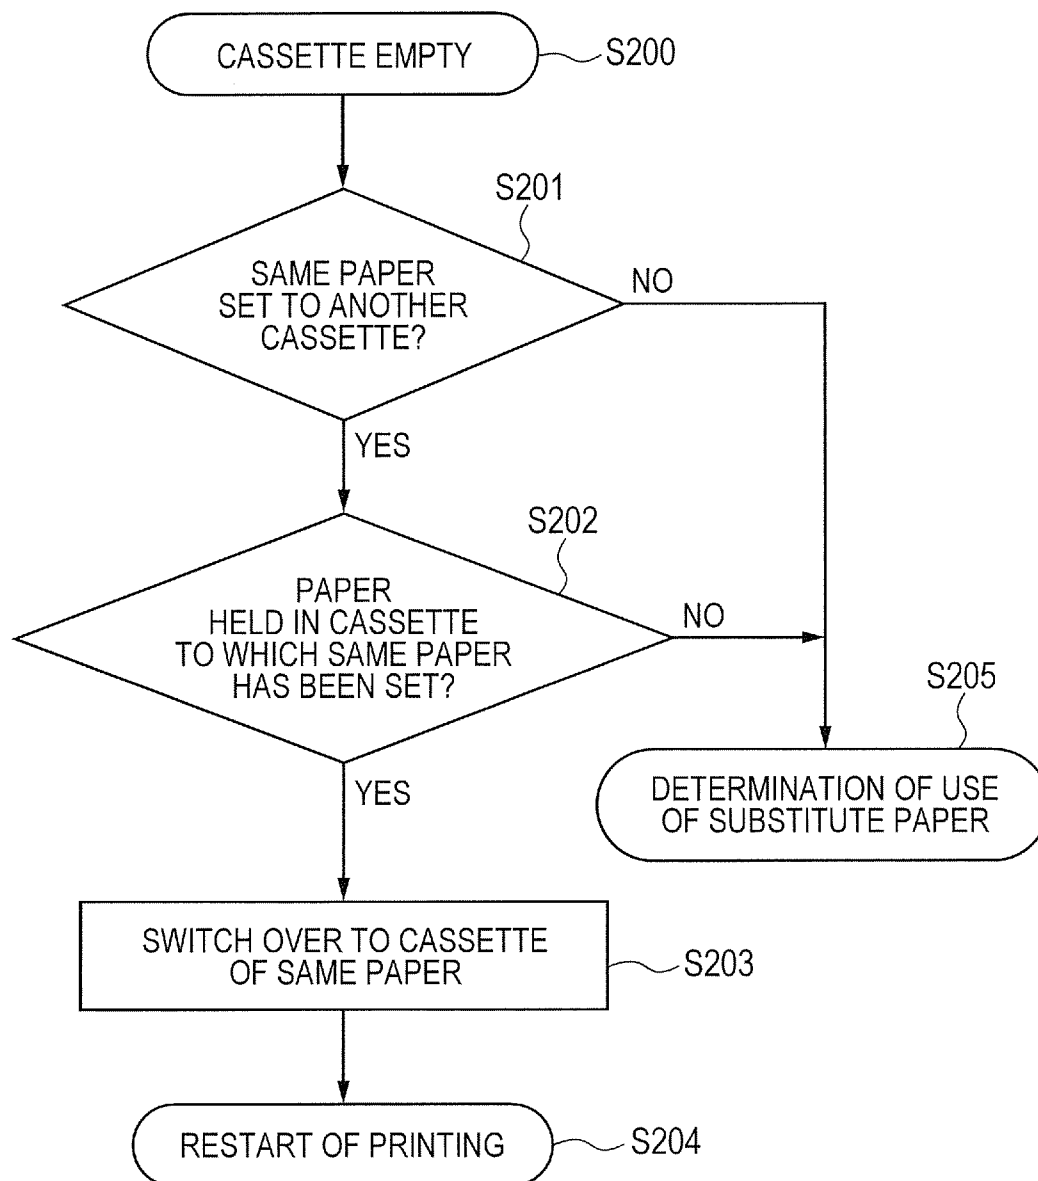 CASSETTE EMPTY
S200
S201
SAME PAPER
SET TO ANOTHER
CASSETTE?
NO
YES
S202
PAPER
HELD IN CASSETTE
TO WHICH SAME PAPER
HAS BEEN SET?
NO
YES
S205
DETERMINATION OF USE
OF SUBSTITUTE PAPER
SWITCH OVER TO CASSETTE
OF SAME PAPER
S203
RESTART OF PRINTING
S204